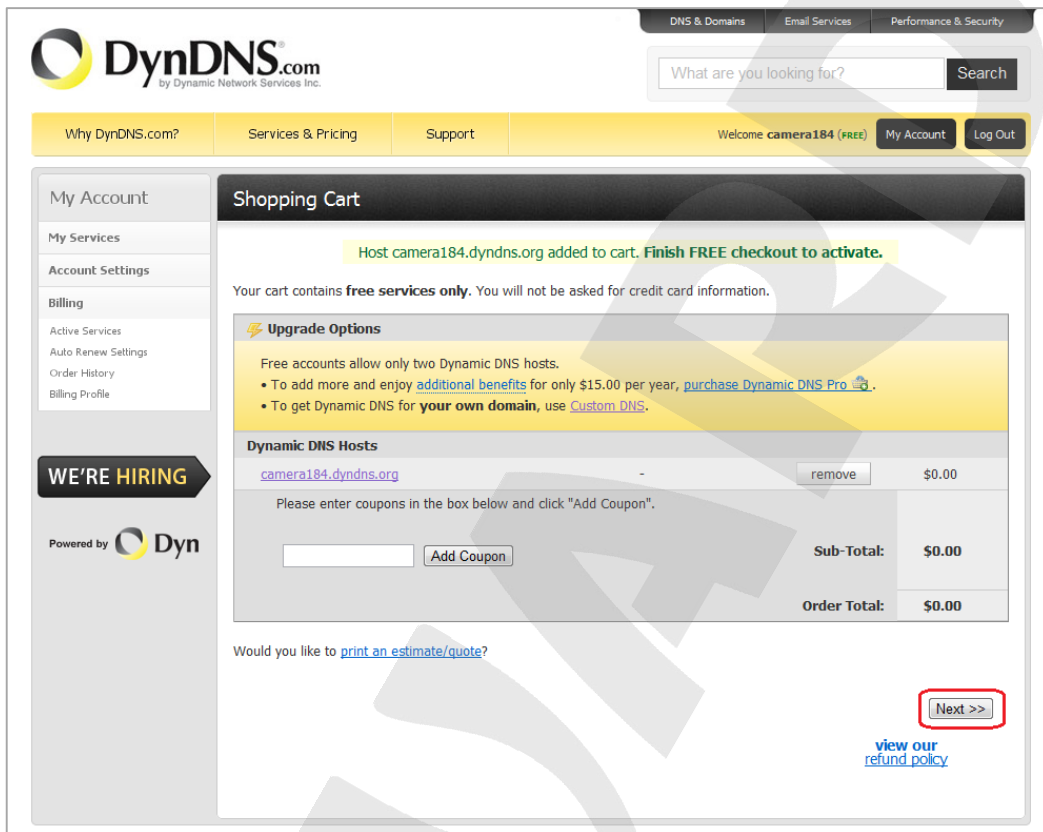 DNS & Domains Email Services Performance & Security
DynDNS.com
by Dynamic Network Services Inc.
What are you looking for? Search
Why DynDNS.com? Services & Pricing Support Welcome camera184 (FREE) My Account Log Out
My Account
My Services
Account Settings
Billing
Active Services
Auto Renew Settings
Order History
Billing Profile
WE'RE HIRING
Powered by Dyn
Shopping Cart
Host camera184.dyndns.org added to cart. Finish FREE checkout to activate.
Your cart contains free services only. You will not be asked for credit card information.
Upgrade Options
Free accounts allow only two Dynamic DNS hosts.
• To add more and enjoy additional benefits for only $15.00 per year, purchase Dynamic DNS Pro .
• To get Dynamic DNS for your own domain, use Custom DNS.
Dynamic DNS Hosts
camera184.dyndns.org - remove $0.00
Please enter coupons in the box below and click "Add Coupon".
Add Coupon Sub-Total: $0.00
Order Total: $0.00
Would you like to print an estimate/quote?
Next >>
view our
refund policy